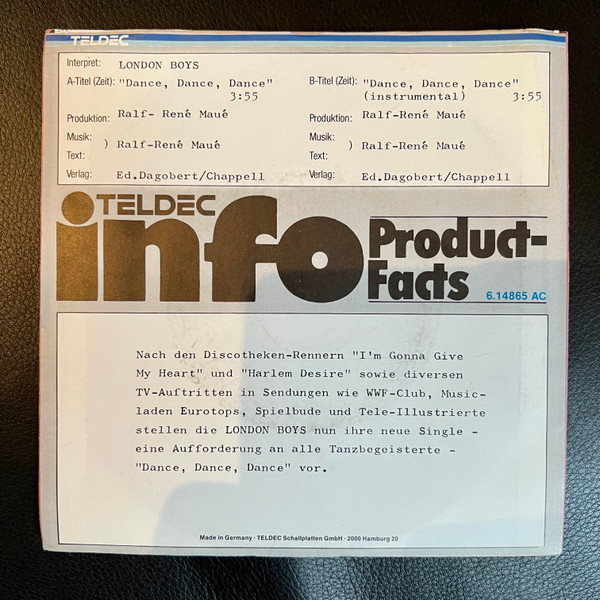 TELDEC
Interpret: LONDON BOYS
A-Titel (Zeit): "Dance, Dance, Dance"
3:55
B-Titel (Zeit): "Dance, Dance, Dance"
(instrumental) 3:55
Produktion: Ralf- René Maué
Produktion: Ralf-René Maué
Musik:
) Ralf-René Maué
Text:
Musik:
) Ralf-René Maué
Text:
Verlag: Ed.Dagobert/Chappell
Verlag: Ed.Dagobert/Chappell
TELDEC
info
Product-
Facts
6.14865 AC
Nach den Discotheken-Rennern "I'm Gonna Give
My Heart" und "Harlem Desire" sowie diversen
TV-Auftritten in Sendungen wie WWF-Club, Music-
laden Eurotops, Spielbude und Tele-Illustrierte
stellen die LONDON BOYS nun ihre neue Single -
eine Aufforderung an alle Tanzbegeisterte -
"Dance, Dance, Dance" vor.
Made in Germany · TELDEC Schallplatten GmbH · 2000 Hamburg 20